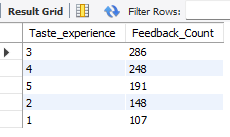 Result Grid Filter Rows:
Taste_experience Feedback_Count
3 286
4 248
5 191
2 148
1 107